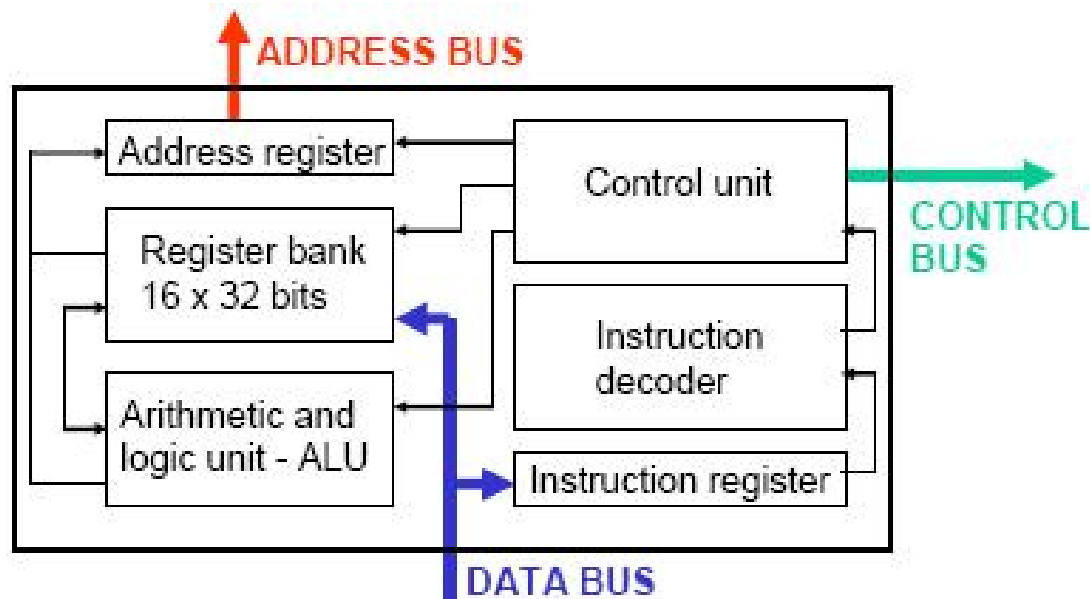 ADDRESS BUS
Address register
Control unit
CONTROL
BUS
Register bank
16 x 32 bits
Instruction
decoder
Arithmetic and
logic unit - ALU
Instruction register
DATA BUS